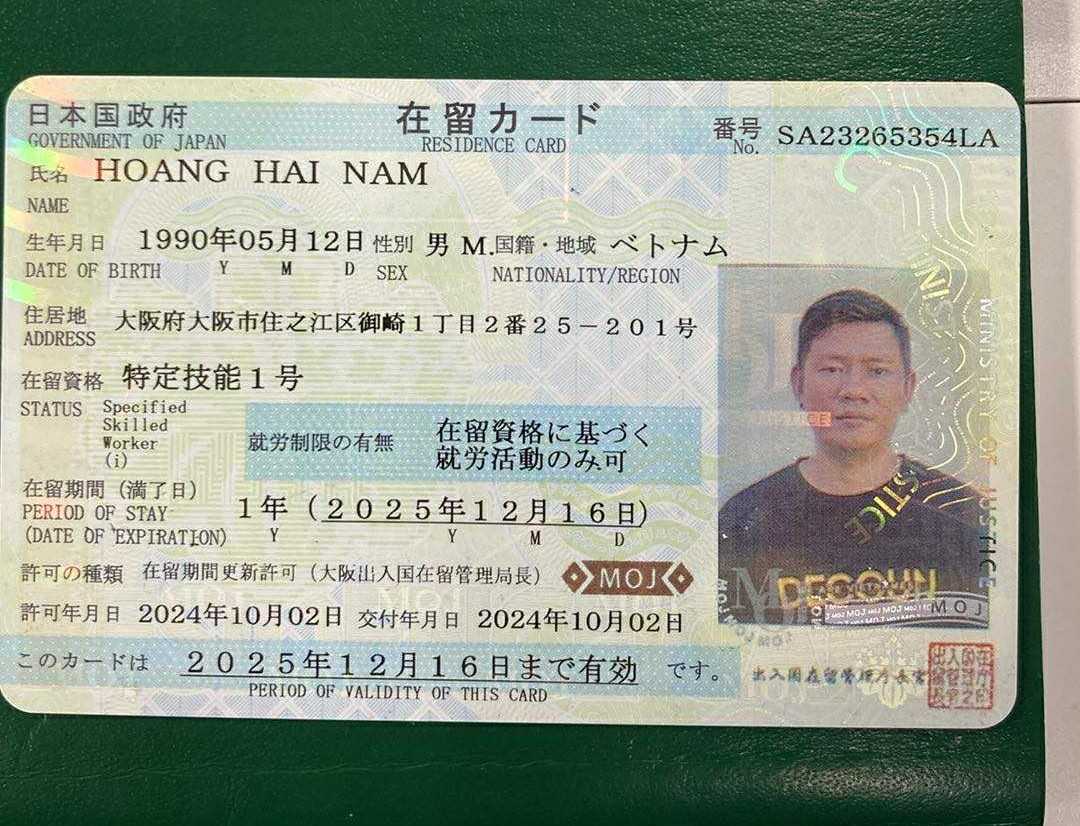 日本国政府 在留カード 番号 SA23265354LA
GOVERNMENT OF JAPAN RESIDENCE CARD No.
氏名 HOANG HAI NAM
NAME
生年月日 1990年05月12日 性別 男 M. 国籍・地域 ベトナム
DATE OF BIRTH Y M D SEX NATIONALITY/REGION
住居地 大阪府大阪市住之江区御崎1丁目2番25-201号
ADDRESS
在留資格 特定技能1号
STATUS Specified
Skilled
Worker
(i)
就労制限の有無 在留資格に基づく
就労活動のみ可
在留期間(満了日)
PERIOD OF STAY 1年(2025年12月16日)
(DATE OF EXPIRATION) Y Y M D
許可の種類 在留期間更新許可(大阪出入国在留管理局長) MOJ
許可年月日 2024年10月02日 交付年月日 2024年10月02日
このカードは 2025年12月16日まで有効 です。
PERIOD OF VALIDITY OF THIS CARD
出入国在留管理庁長官
MINISTRY OF JUSTICE
STICE
MOJ